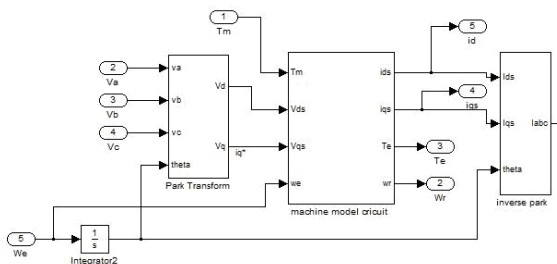 1
Tm
5
id
2
Va
va
3
Vb
vb
4
Vc
vc
theta
Vd
Vq
iq*
Park Transform
Tm
Vds
Vqs
we
ids
iqs
Te
wr
machine model cricuit
4
iqs
3
Te
2
Wr
Ids
Iqs
theta
Iabc
inverse park
5
We
1
s
Integrator2